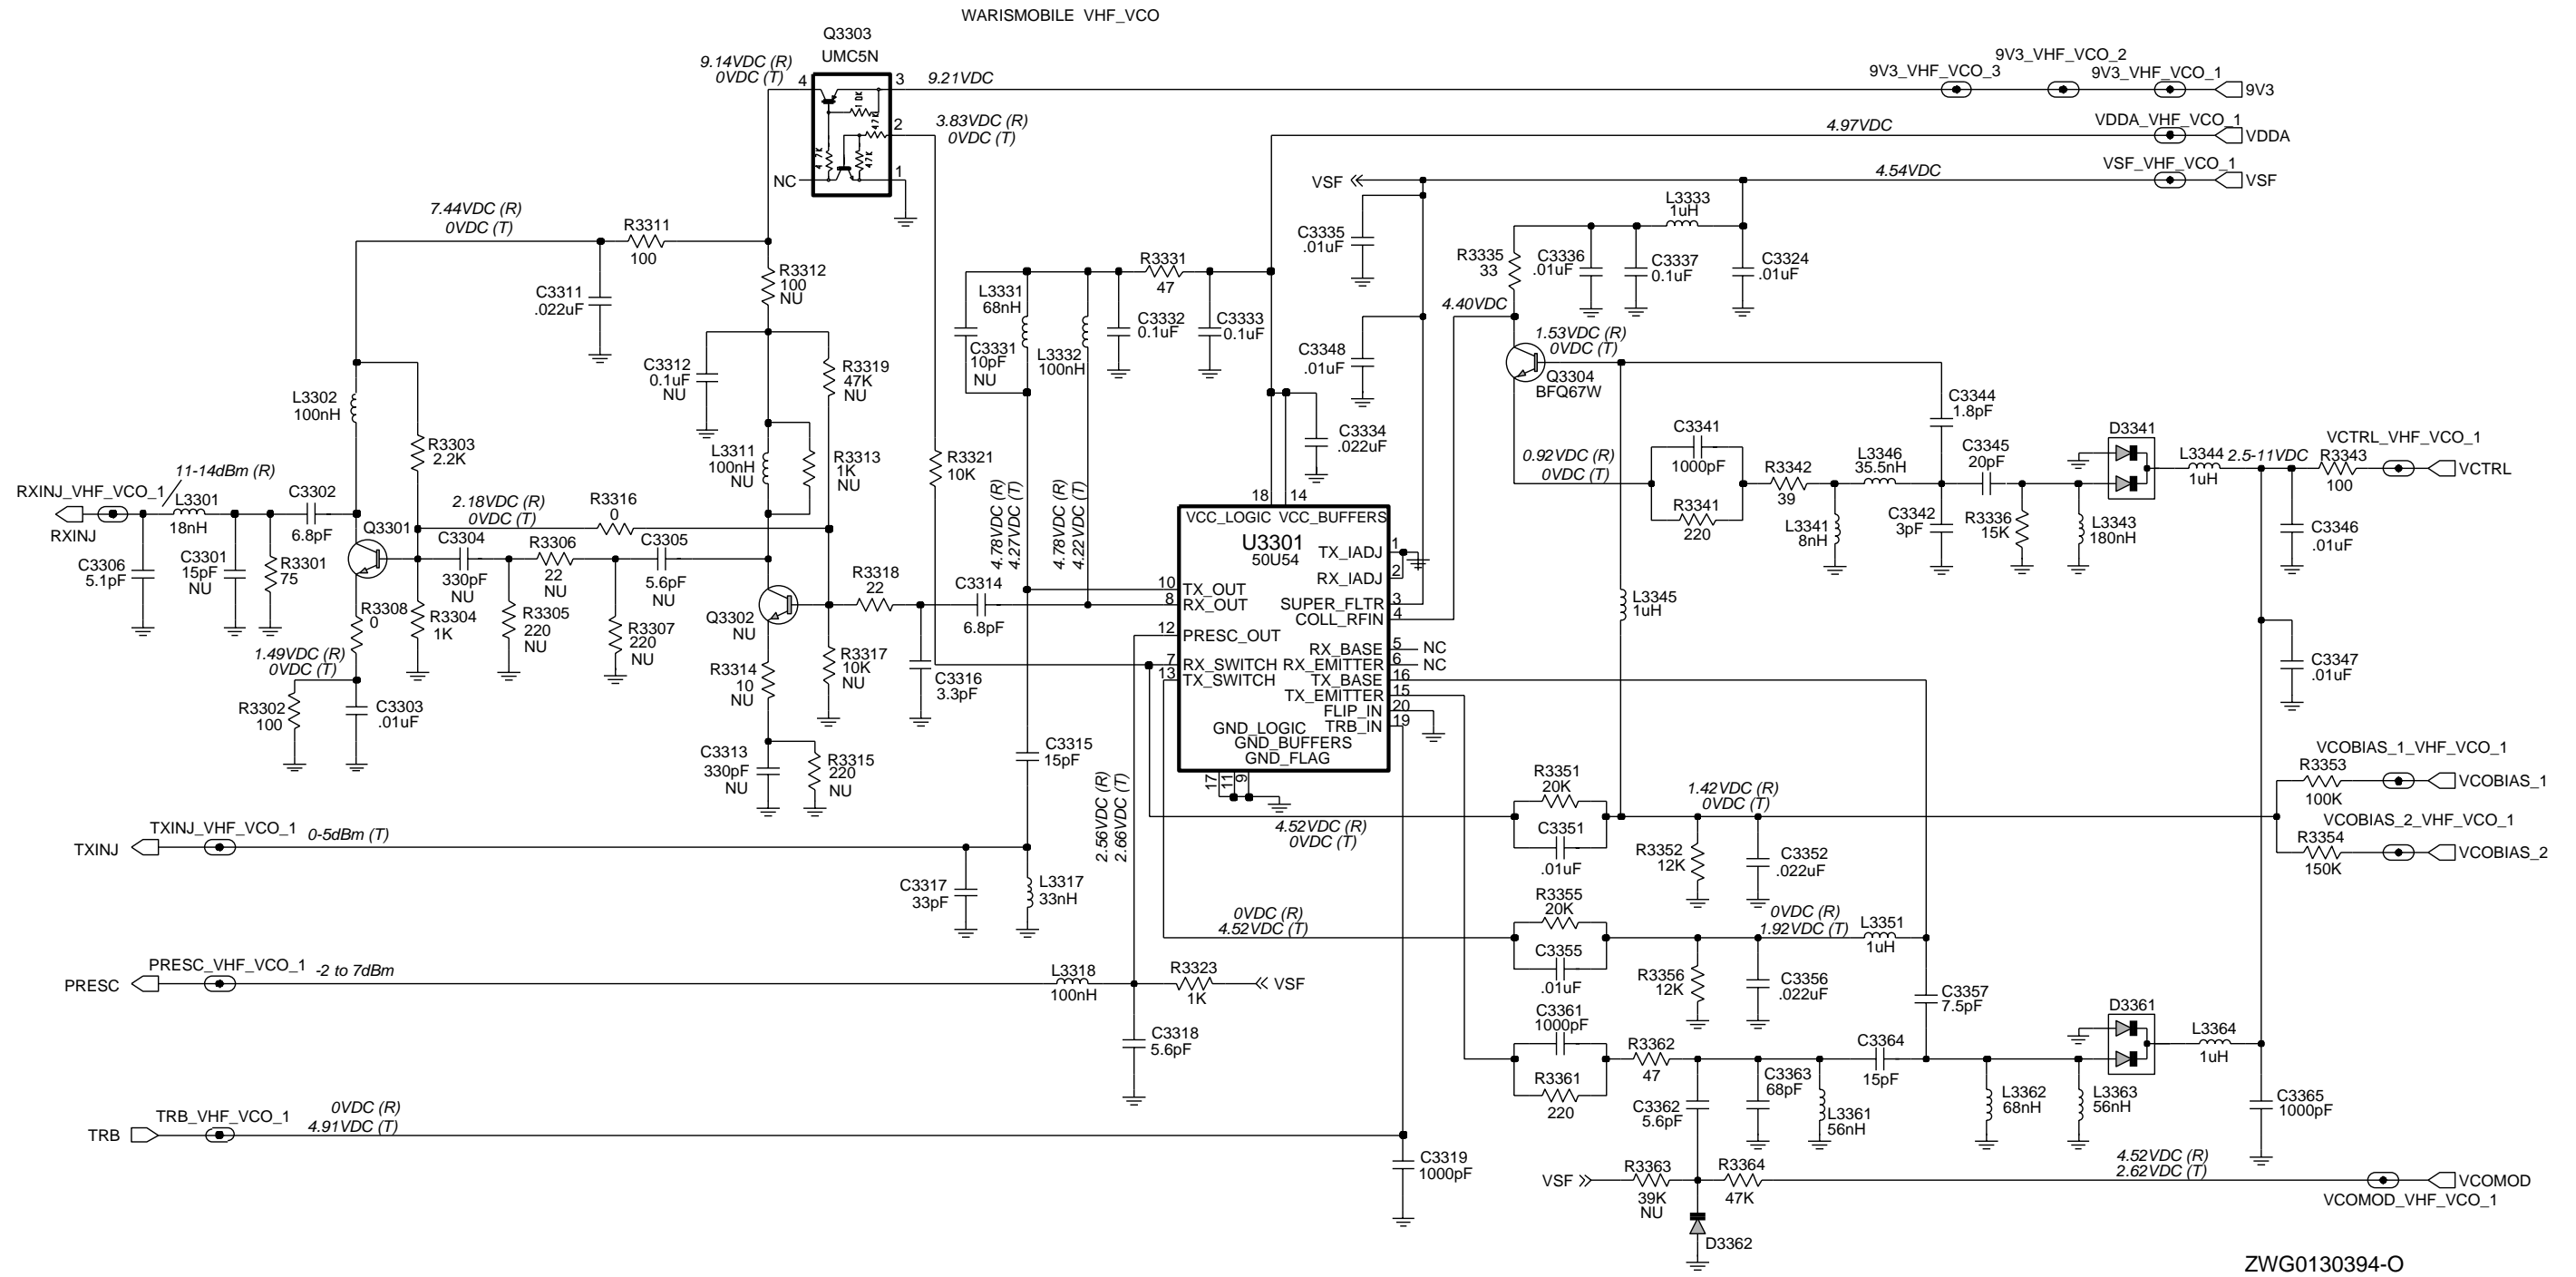 WARISMOBILE VHF_VCO
Q3303
UMC5N
9.14VDC (R)
0VDC (T)
4
3
9.21VDC
10K
47K
4.7K
47K
2
3.83VDC (R)
0VDC (T)
1
NC
9V3_VHF_VCO_3
9V3_VHF_VCO_2
9V3_VHF_VCO_1
9V3
4.97VDC
VDDA_VHF_VCO_1
VDDA
VSF
4.54VDC
VSF_VHF_VCO_1
VSF
7.44VDC (R)
0VDC (T)
R3311
100
C3311
.022uF
R3312
100
NU
C3312
0.1uF
NU
R3319
47K
NU
L3311
100nH
NU
R3313
1K
NU
R3321
10K
L3302
100nH
R3303
2.2K
11-14dBm (R)
RXINJ_VHF_VCO_1
RXINJ
L3301
18nH
C3302
6.8pF
2.18VDC (R)
0VDC (T)
R3316
0
Q3301
C3304
330pF
NU
R3306
22
NU
C3305
5.6pF
NU
C3306
5.1pF
C3301
15pF
NU
R3301
75
R3308
0
R3304
1K
R3305
220
NU
R3307
220
NU
1.49VDC (R)
0VDC (T)
R3302
100
C3303
.01uF
Q3302
NU
R3318
22
C3314
6.8pF
R3314
10
NU
R3317
10K
NU
C3316
3.3pF
C3313
330pF
NU
R3315
220
NU
L3331
68nH
C3331
10pF
NU
L3332
100nH
R3331
47
C3332
0.1uF
C3333
0.1uF
C3335
.01uF
C3348
.01uF
C3334
.022uF
4.78VDC (R)
4.27VDC (T)
4.78VDC (R)
4.22VDC (T)
18
14
VCC_LOGIC VCC_BUFFERS
U3301
50U54
TX_IADJ
1
RX_IADJ
2
10
TX_OUT
8
RX_OUT
SUPER_FLTR
3
COLL_RFIN
4
12
PRESC_OUT
RX_BASE
5
NC
7
RX_SWITCH
RX_EMITTER
6
NC
13
TX_SWITCH
TX_BASE
16
TX_EMITTER
15
FLIP_IN
20
TRB_IN
19
GND_LOGIC
GND_BUFFERS
GND_FLAG
17
11
9
L3333
1uH
R3335
33
C3336
.01uF
C3337
0.1uF
C3324
.01uF
4.40VDC
1.53VDC (R)
0VDC (T)
Q3304
BFQ67W
0.92VDC (R)
0VDC (T)
C3341
1000pF
R3341
220
R3342
39
L3346
35.5nH
C3344
1.8pF
C3345
20pF
L3341
8nH
C3342
3pF
R3336
15K
L3343
180nH
D3341
L3344
1uH
2.5-11VDC
R3343
100
VCTRL_VHF_VCO_1
VCTRL
C3346
.01uF
C3347
.01uF
L3345
1uH
VCOBIAS_1_VHF_VCO_1
R3353
100K
VCOBIAS_1
VCOBIAS_2_VHF_VCO_1
R3354
150K
VCOBIAS_2
C3315
15pF
2.56VDC (R)
2.66VDC (T)
4.52VDC (R)
0VDC (T)
R3351
20K
C3351
.01uF
1.42VDC (R)
0VDC (T)
R3352
12K
C3352
.022uF
TXINJ_VHF_VCO_1
TXINJ
0-5dBm (T)
C3317
33pF
L3317
33nH
0VDC (R)
4.52VDC (T)
R3355
20K
C3355
.01uF
0VDC (R)
1.92VDC (T)
L3351
1uH
R3356
12K
C3356
.022uF
PRESC_VHF_VCO_1
PRESC
-2 to 7dBm
L3318
100nH
R3323
1K
VSF
C3318
5.6pF
C3361
1000pF
R3361
220
R3362
47
C3357
7.5pF
C3364
15pF
C3362
5.6pF
C3363
68pF
L3361
56nH
L3362
68nH
L3363
56nH
D3361
L3364
1uH
C3365
1000pF
TRB_VHF_VCO_1
TRB
0VDC (R)
4.91VDC (T)
C3319
1000pF
VSF
R3363
39K
NU
R3364
47K
4.52VDC (R)
2.62VDC (T)
VCOMOD
VCOMOD_VHF_VCO_1
D3362
ZWG0130394-O